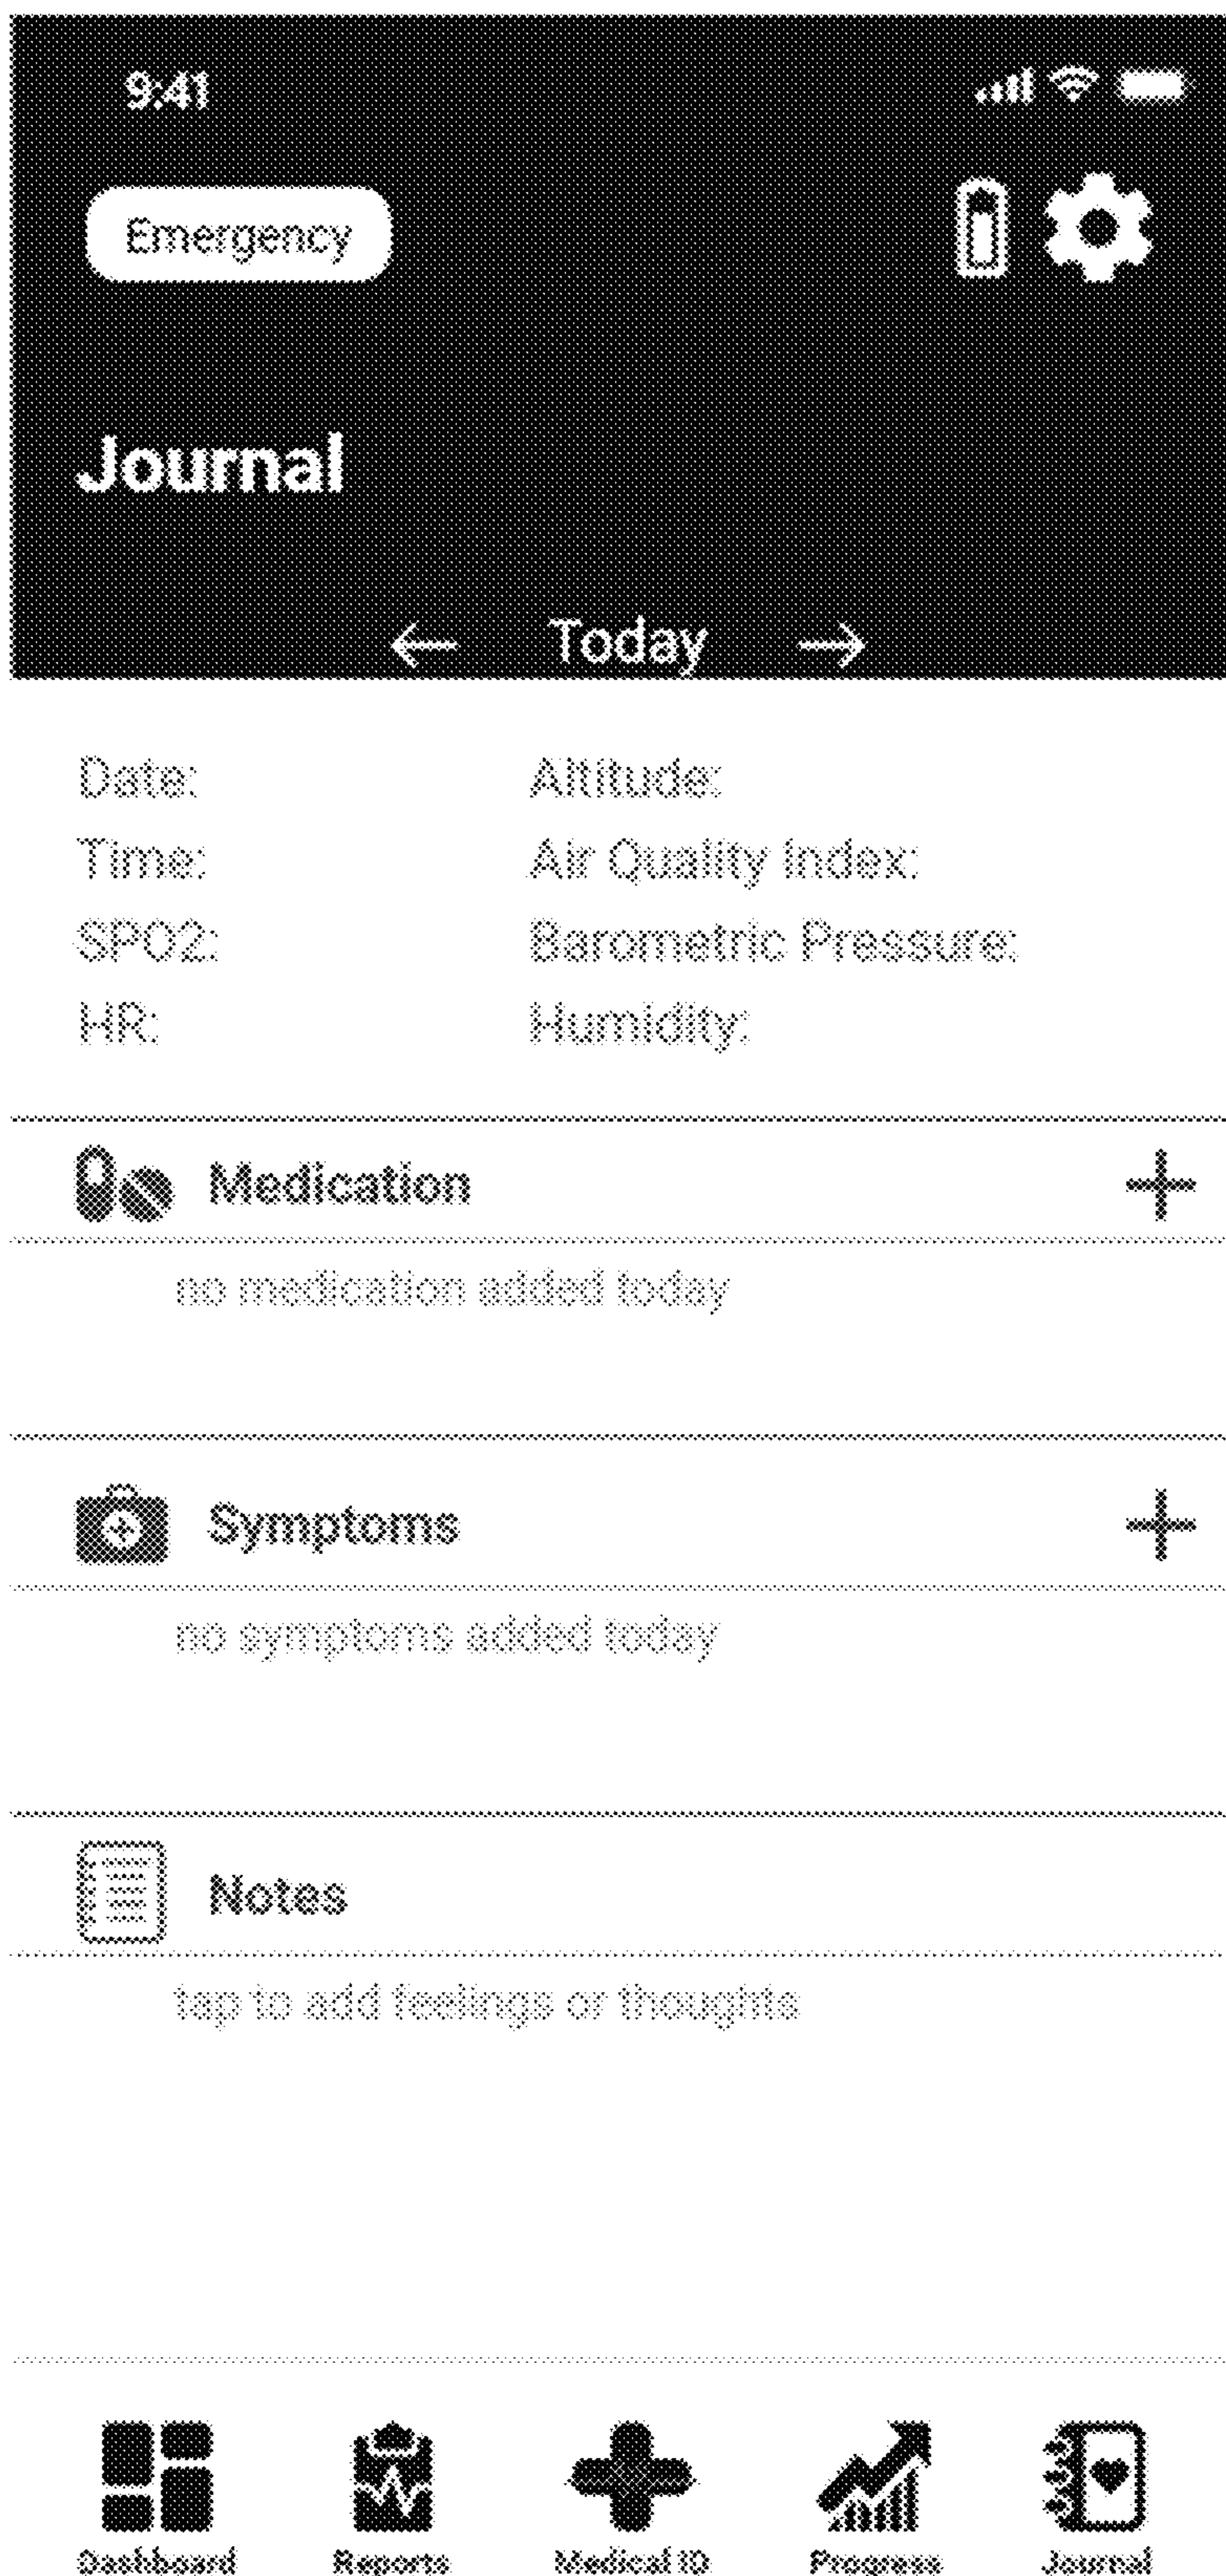 9:41
Emergency
Journal
← Today →
Date: Altitude:
Time: Air Quality Index:
SPO2: Barometric Pressure:
HR: Humidity:
Medication +
no medication added today
Symptoms +
no symptoms added today
Notes
tap to add feelings or thoughts
Dashboard Reports Medical ID Progress Journal